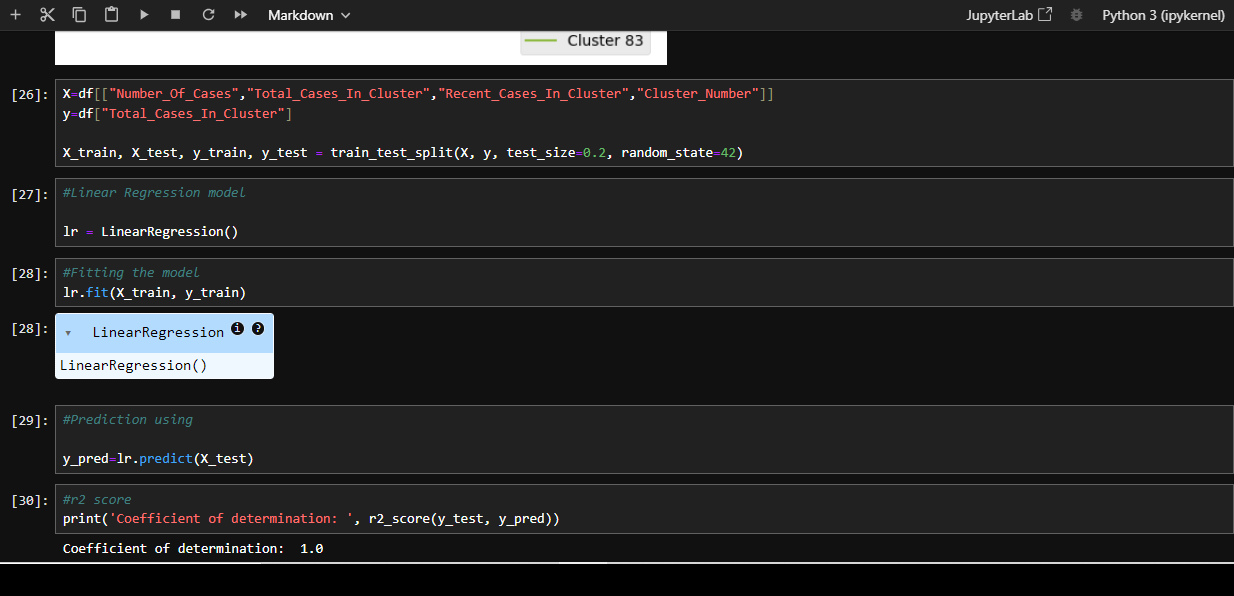 Markdown
JupyterLab
Python 3 (ipykernel)
Cluster 83
[26]:
X=df[["Number_Of_Cases","Total_Cases_In_Cluster","Recent_Cases_In_Cluster","Cluster_Number"]]
y=df["Total_Cases_In_Cluster"]
X_train, X_test, y_train, y_test = train_test_split(X, y, test_size=0.2, random_state=42)
[27]:
#Linear Regression model
lr = LinearRegression()
[28]:
#Fitting the model
lr.fit(X_train, y_train)
[28]:
LinearRegression i ?
LinearRegression()
[29]:
#Prediction using
y_pred=lr.predict(X_test)
[30]:
#r2 score
print('Coefficient of determination: ', r2_score(y_test, y_pred))
Coefficient of determination:  1.0